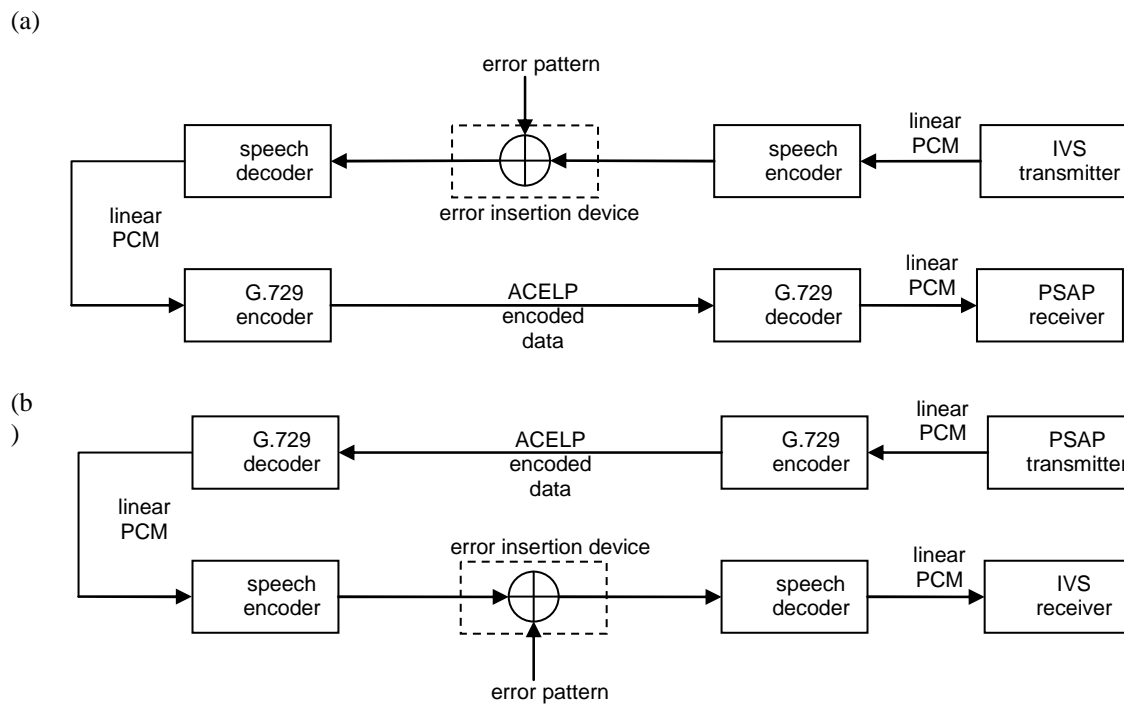 (a)
error pattern
speech
decoder
error insertion device
speech
encoder
linear
PCM
IVS
transmitter
linear
PCM
G.729
encoder
ACELP
encoded
data
G.729
decoder
linear
PCM
PSAP
receiver
(b
)
G.729
decoder
ACELP
encoded
data
G.729
encoder
linear
PCM
PSAP
transmitter
linear
PCM
speech
encoder
error insertion device
speech
decoder
linear
PCM
IVS
receiver
error pattern